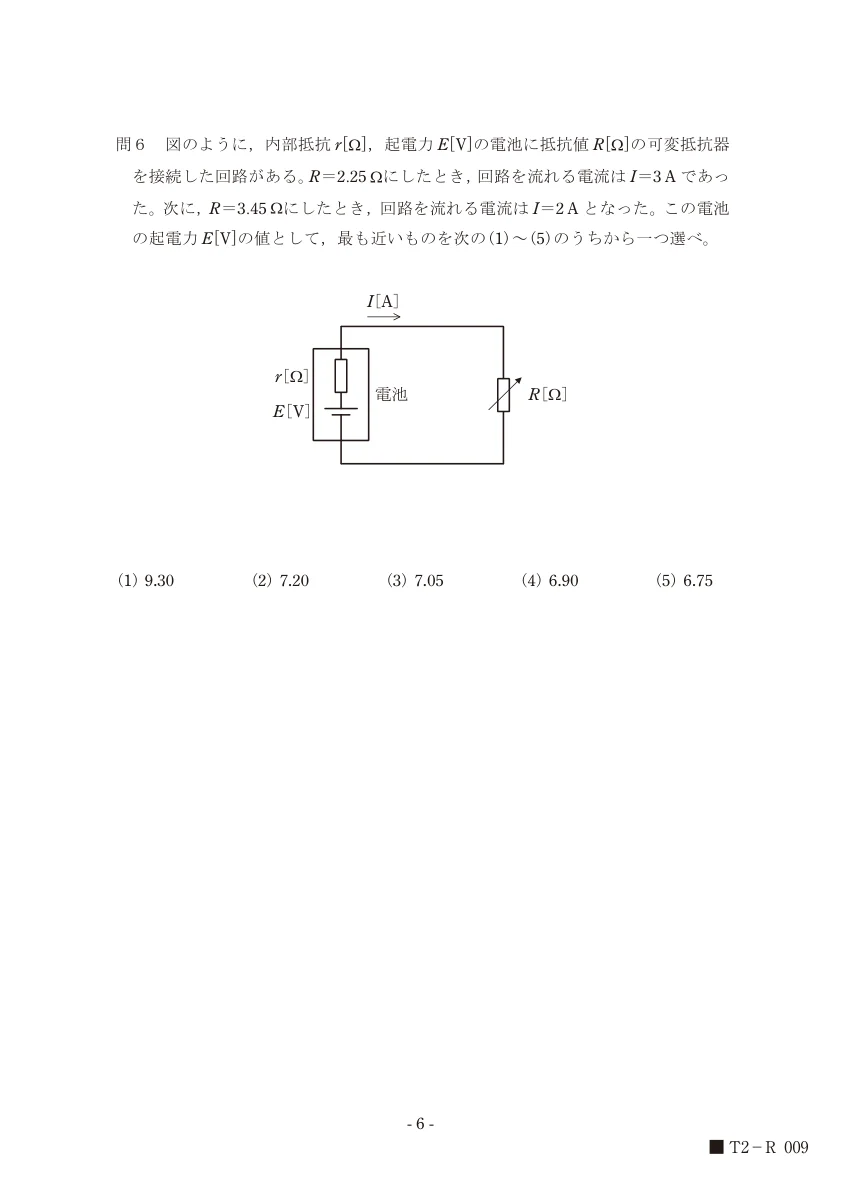 問６　図のように，内部抵抗 r[Ω]，起電力 E[V]の電池に抵抗値 R[Ω]の可変抵抗器
を接続した回路がある。R＝2.25 Ωにしたとき，回路を流れる電流は I＝3 A であっ
た。次に，R＝3.45 Ωにしたとき，回路を流れる電流は I＝2 A となった。この電池
の起電力 E[V]の値として，最も近いものを次の(1)～(5)のうちから一つ選べ。
I[A]
r[Ω]
電池
R[Ω]
E[V]
(1) 9.30　(2) 7.20　(3) 7.05　(4) 6.90　(5) 6.75
- 6 -
■ T2－R 009